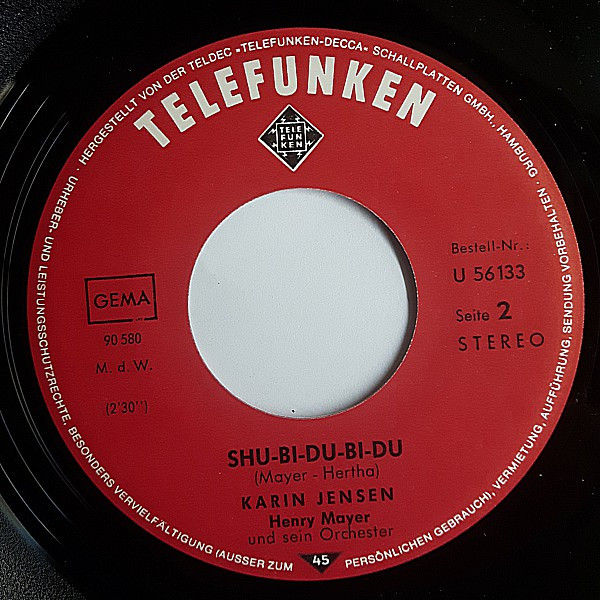 · HERGESTELLT VON DER TELDEC »TELEFUNKEN-DECCA« SCHALLPLATTEN GMBH., HAMBURG ·
TELEFUNKEN
TELE
FUN
KEN
GEMA
90 580
M. d. W.
(2'30'')
Bestell-Nr.:
U 56133
Seite 2
STEREO
SHU-BI-DU-BI-DU
(Mayer - Hertha)
KARIN JENSEN
Henry Mayer
und sein Orchester
URHEBER- UND LEISTUNGSSCHUTZRECHTE, BESONDERS VERVIELFÄLTIGUNG (AUSSER ZUM
45
PERSÖNLICHEN GEBRAUCH), VERMIETUNG, AUFFÜHRUNG, SENDUNG VORBEHALTEN ·